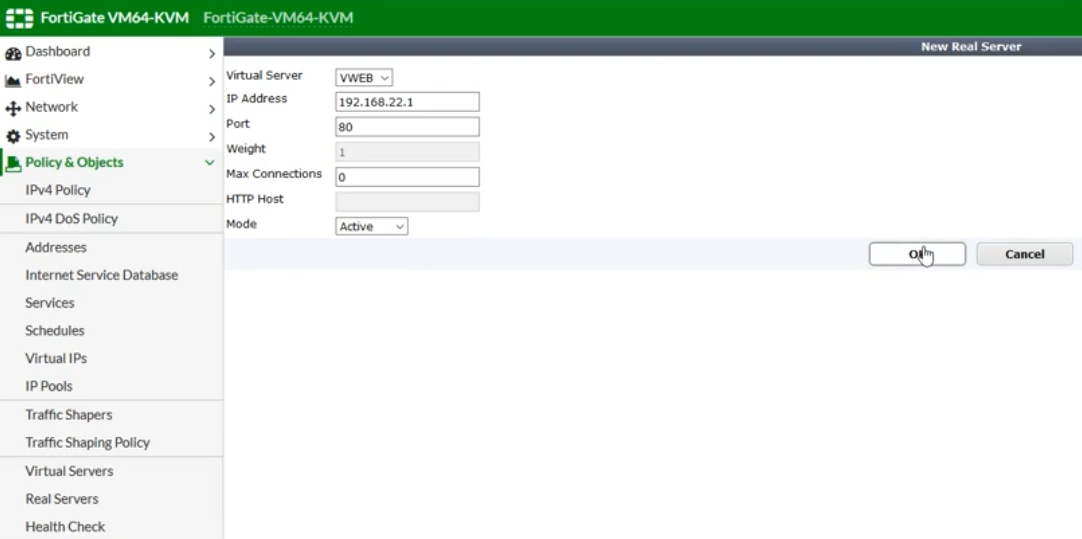 FortiGate VM64-KVM FortiGate-VM64-KVM
Dashboard
FortiView
Network
System
Policy & Objects
IPv4 Policy
IPv4 DoS Policy
Addresses
Internet Service Database
Services
Schedules
Virtual IPs
IP Pools
Traffic Shapers
Traffic Shaping Policy
Virtual Servers
Real Servers
Health Check
New Real Server
Virtual Server VWEB
IP Address 192.168.22.1
Port 80
Weight 1
Max Connections 0
HTTP Host
Mode Active
Cancel